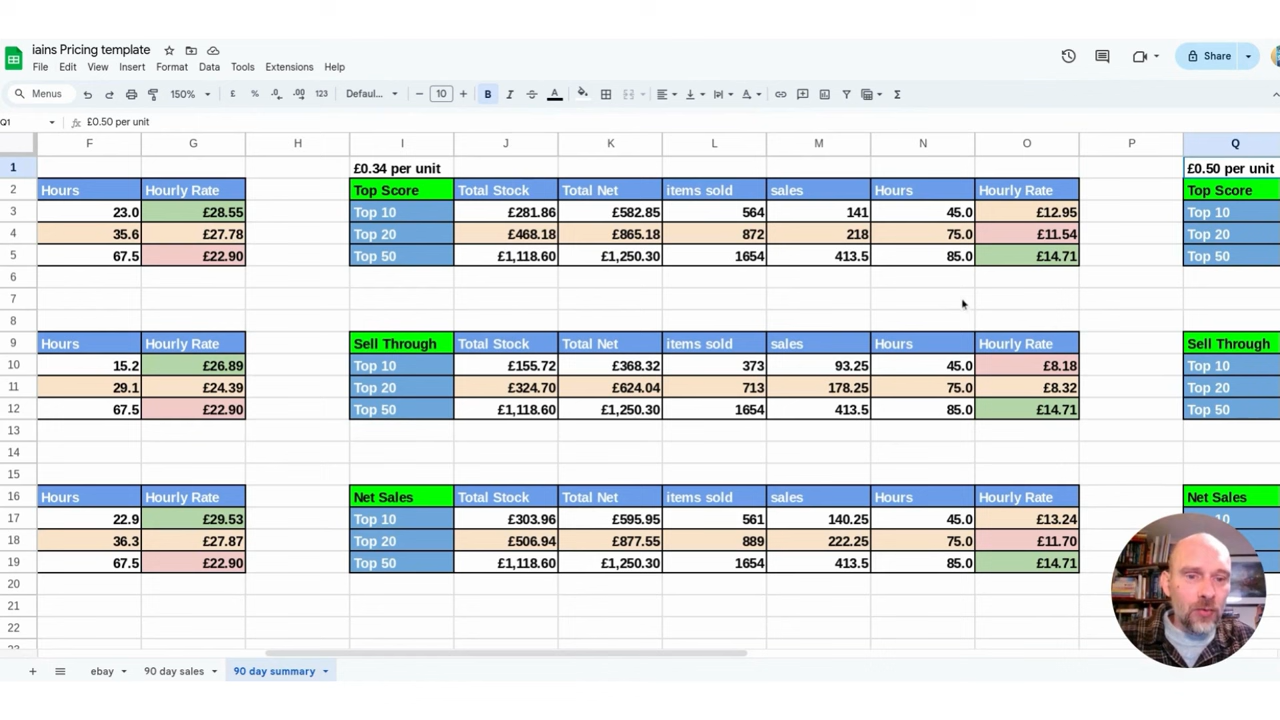 iains Pricing template
File Edit View Insert Format Data Tools Extensions Help
Share
Menus 150% £ % .0 .00 123 Defaul... 10 B I A
Q1 £0.50 per unit
F G H I J K L M N O P Q
1 £0.34 per unit £0.50 per unit
2 Hours Hourly Rate Top Score Total Stock Total Net items sold sales Hours Hourly Rate Top Score
3 23.0 £28.55 Top 10 £281.86 £582.85 564 141 45.0 £12.95 Top 10
4 35.6 £27.78 Top 20 £468.18 £865.18 872 218 75.0 £11.54 Top 20
5 67.5 £22.90 Top 50 £1,118.60 £1,250.30 1654 413.5 85.0 £14.71 Top 50
6
7
8
9 Hours Hourly Rate Sell Through Total Stock Total Net items sold sales Hours Hourly Rate Sell Through
10 15.2 £26.89 Top 10 £155.72 £368.32 373 93.25 45.0 £8.18 Top 10
11 29.1 £24.39 Top 20 £324.70 £624.04 713 178.25 75.0 £8.32 Top 20
12 67.5 £22.90 Top 50 £1,118.60 £1,250.30 1654 413.5 85.0 £14.71 Top 50
13
14
15
16 Hours Hourly Rate Net Sales Total Stock Total Net items sold sales Hours Hourly Rate Net Sales
17 22.9 £29.53 Top 10 £303.96 £595.95 561 140.25 45.0 £13.24 10
18 36.3 £27.87 Top 20 £506.94 £877.55 889 222.25 75.0 £11.70
19 67.5 £22.90 Top 50 £1,118.60 £1,250.30 1654 413.5 85.0 £14.71
20
21
22
ebay 90 day sales 90 day summary